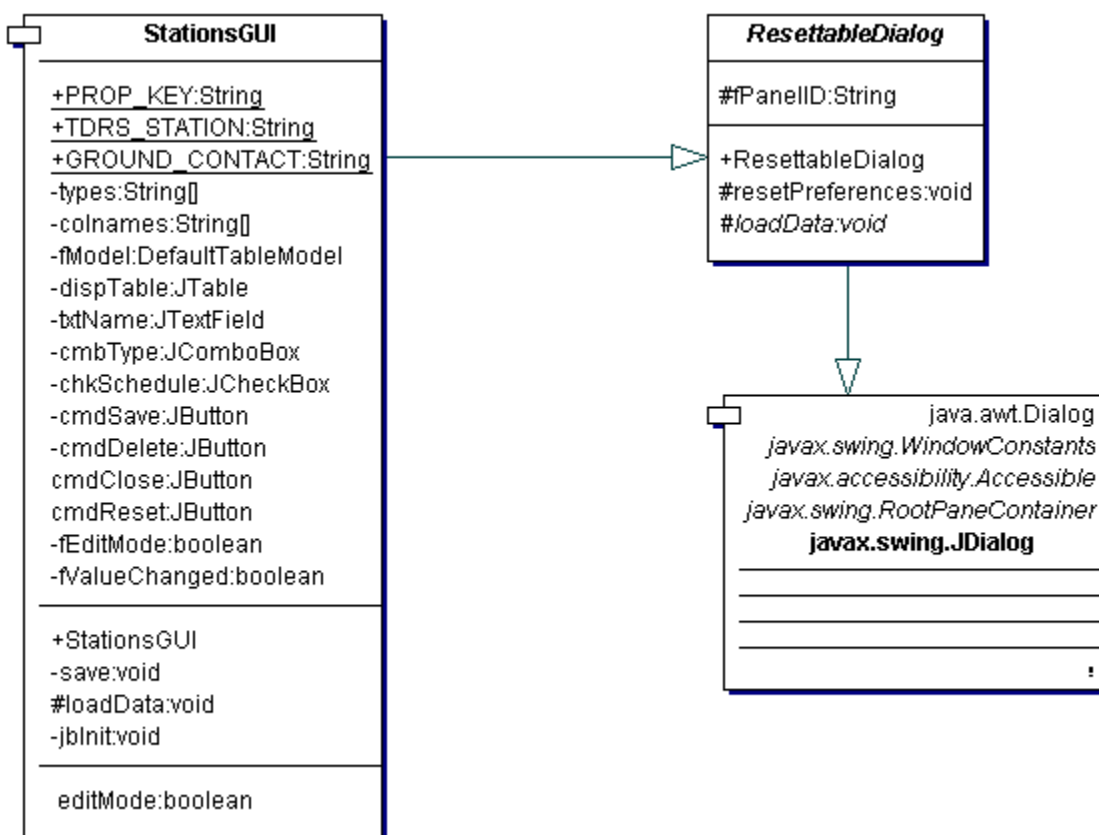 StationsGUI
+PROP_KEY:String
+TDRS_STATION:String
+GROUND_CONTACT:String
-types:String[]
-colnames:String[]
-fModel:DefaultTableModel
-dispTable:JTable
-txtName:JTextField
-cmbType:JComboBox
-chkSchedule:JCheckBox
-cmdSave:JButton
-cmdDelete:JButton
cmdClose:JButton
cmdReset:JButton
-fEditMode:boolean
-fValueChanged:boolean
+StationsGUI
-save:void
#loadData:void
-jbInit:void
editMode:boolean
ResettableDialog
#fPanelID:String
+ResettableDialog
#resetPreferences:void
#loadData:void
java.awt.Dialog
javax.swing.WindowConstants
javax.accessibility.Accessible
javax.swing.RootPaneContainer
javax.swing.JDialog